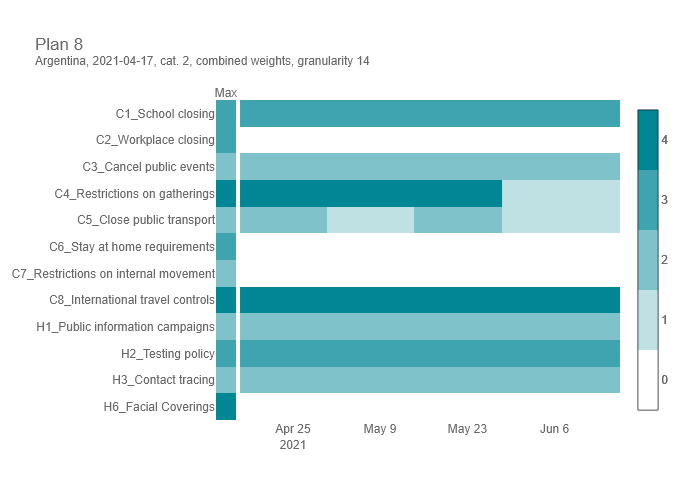 Plan 8
Argentina, 2021-04-17, cat. 2, combined weights, granularity 14
Max
C1_School closing
C2_Workplace closing
C3_Cancel public events
C4_Restrictions on gatherings
C5_Close public transport
C6_Stay at home requirements
C7_Restrictions on internal movement
C8_International travel controls
H1_Public information campaigns
H2_Testing policy
H3_Contact tracing
H6_Facial Coverings
4
3
2
1
0
Apr 25 May 9 May 23 Jun 6
2021